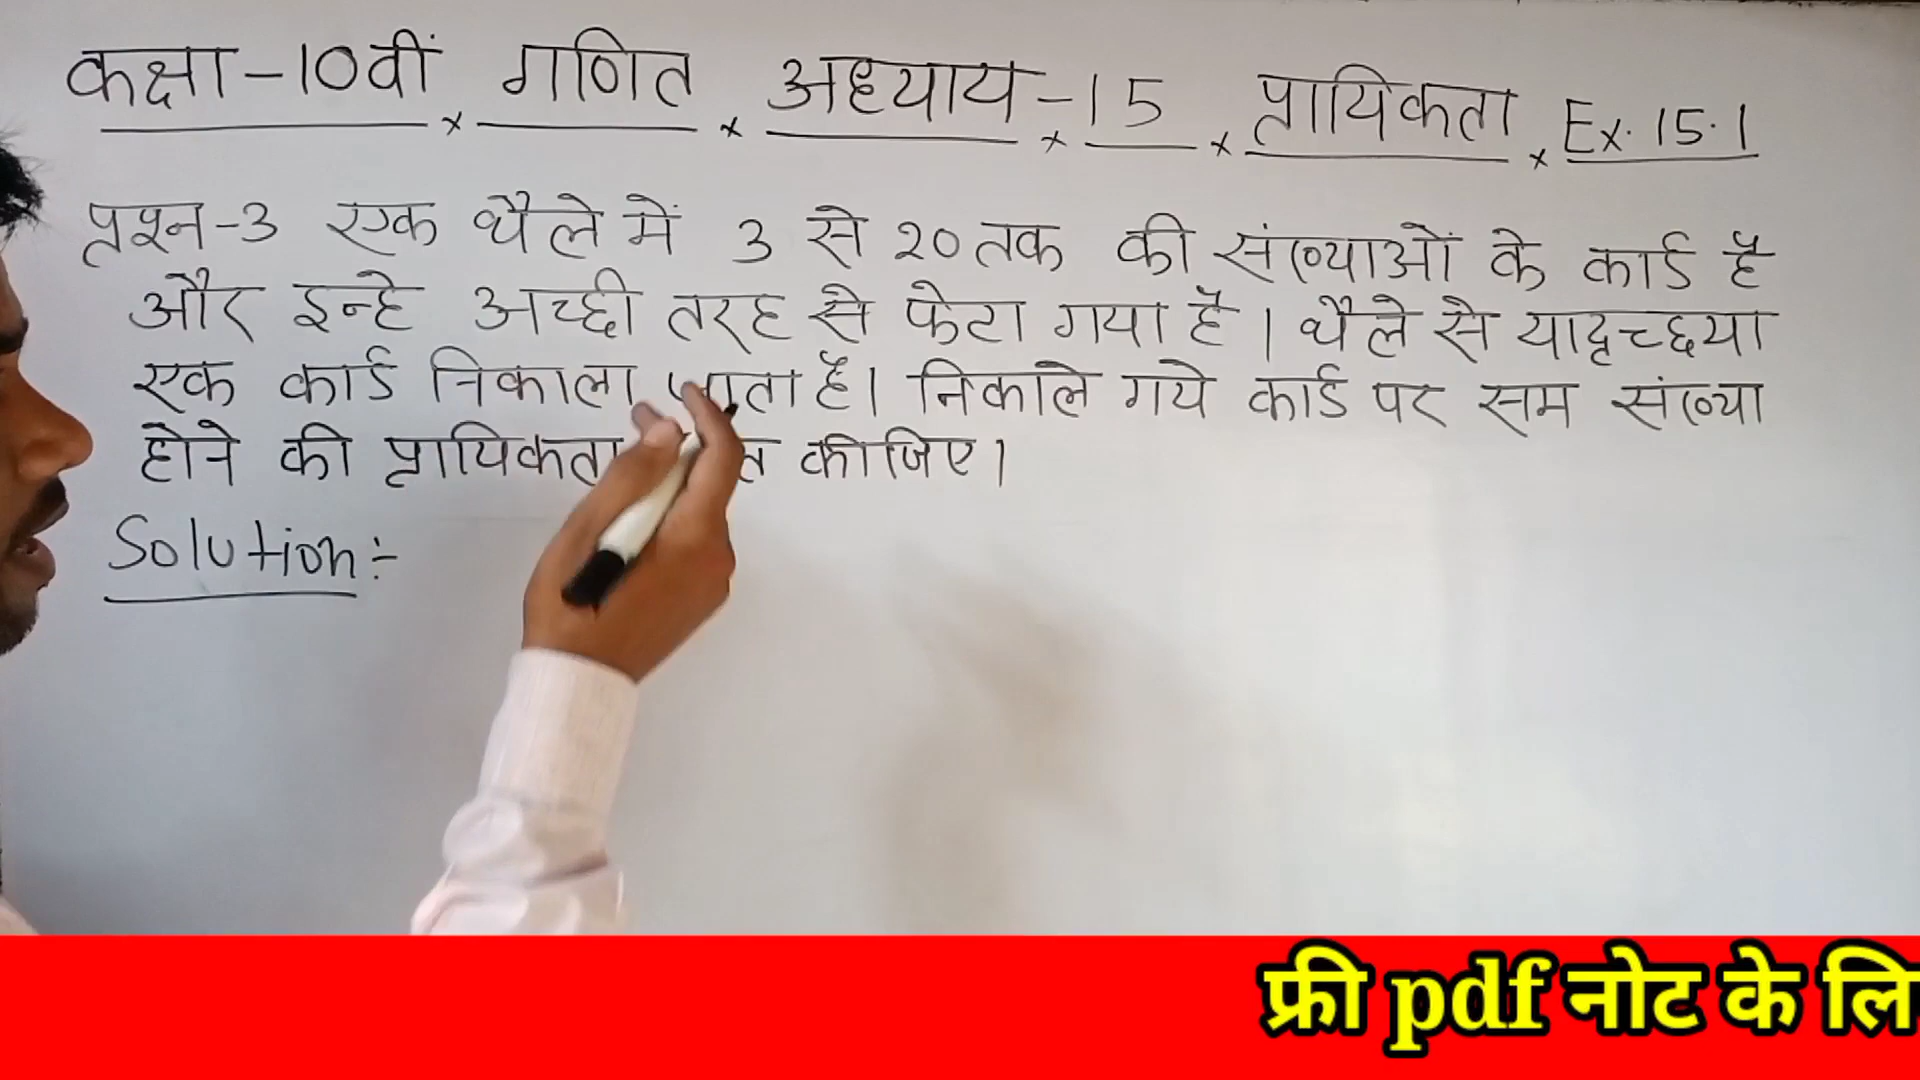 कक्षा -10वीं × गणित × अध्याय × -15 × प्रायिकता × Ex. 15.1
प्रश्न-3 एक थैले में 3 से 20 तक की संख्याओं के कार्ड है
और इन्हे अच्छी तरह से फेटा गया है। थैले से यादृच्छया
एक कार्ड निकाला जाता है। निकाले गये कार्ड पर सम संख्या
होने की प्रायिकता कीजिए।
Solution:-
फ्री pdf नोट के लि